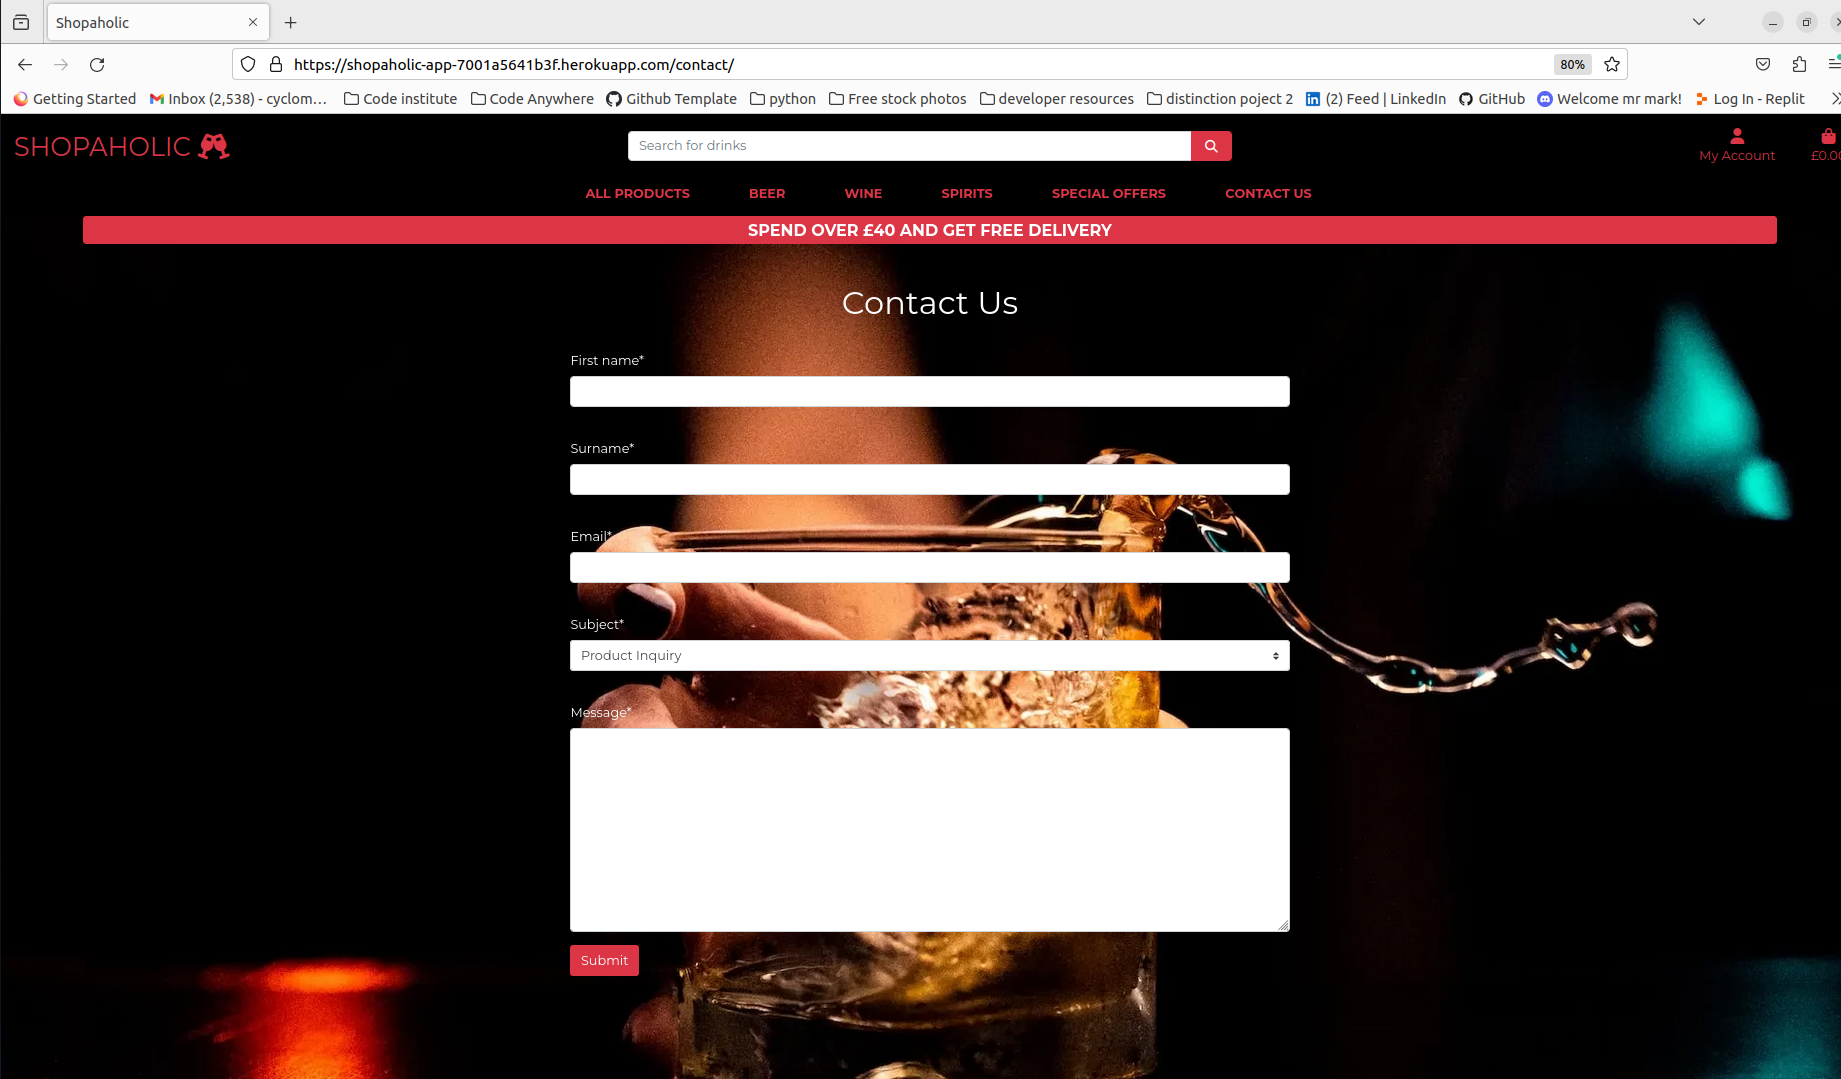 Shopaholic
https://shopaholic-app-7001a5641b3f.herokuapp.com/contact/
80%
Getting Started
Inbox (2,538) - cyclom…
Code institute
Code Anywhere
Github Template
python
Free stock photos
developer resources
distinction poject 2
(2) Feed | LinkedIn
GitHub
Welcome mr mark!
Log In - Replit
SHOPAHOLIC
Search for drinks
My Account
£0.00
ALL PRODUCTS
BEER
WINE
SPIRITS
SPECIAL OFFERS
CONTACT US
SPEND OVER £40 AND GET FREE DELIVERY
Contact Us
First name*
Surname*
Email*
Subject*
Product Inquiry
Message*
Submit